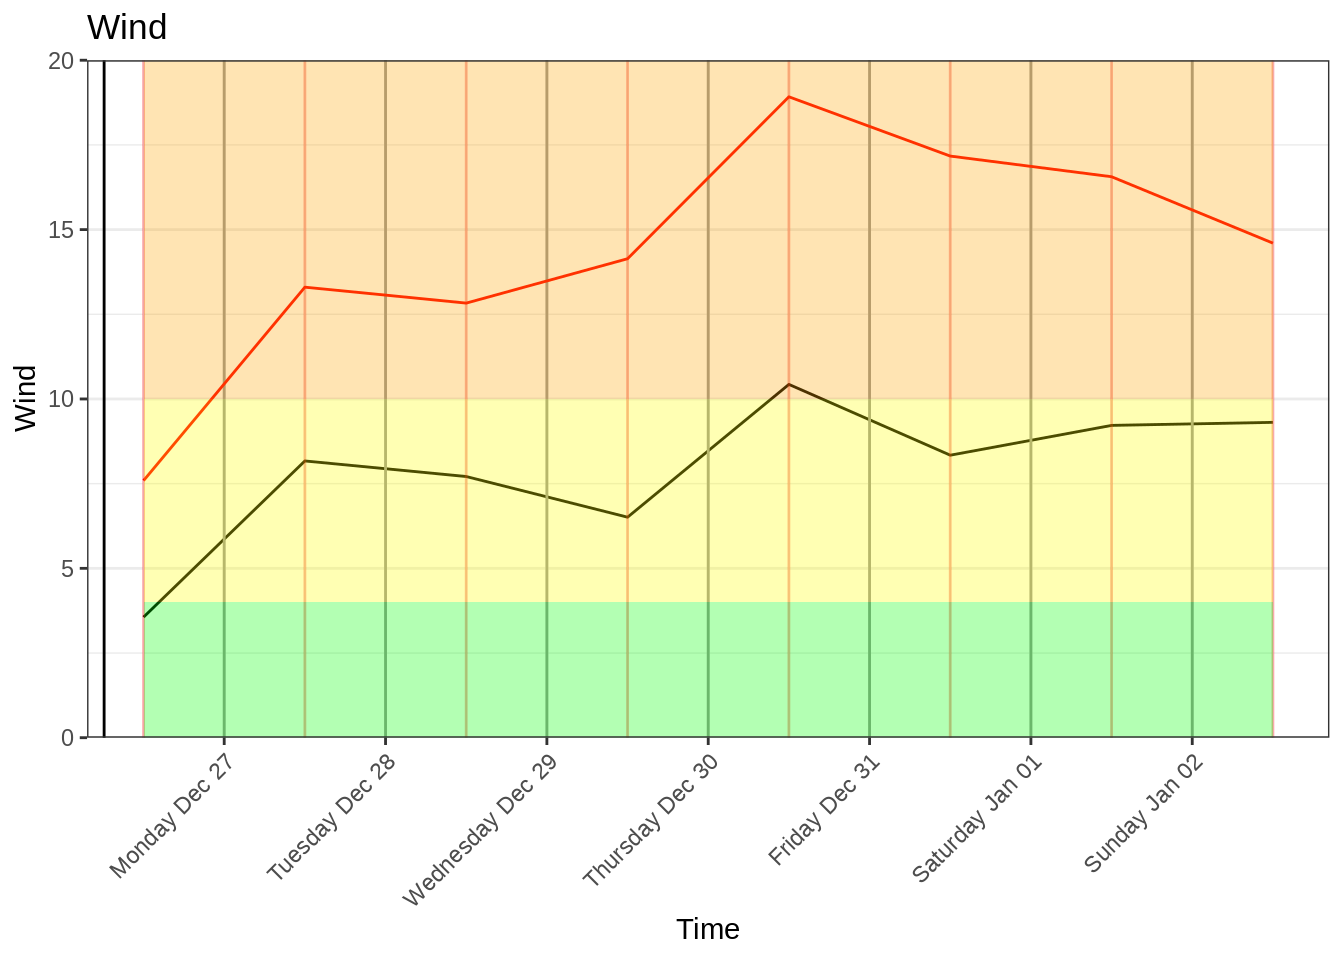 Wind
20
15
10
5
0
Wind
Monday Dec 27
Tuesday Dec 28
Wednesday Dec 29
Thursday Dec 30
Friday Dec 31
Saturday Jan 01
Sunday Jan 02
Time